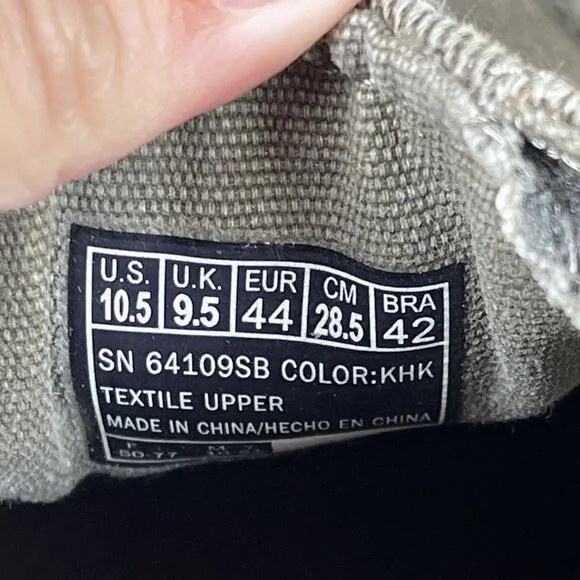 U.S. U.K. EUR CM BRA
10.5 9.5 44 28.5 42
SN 64109SB COLOR:KHK
TEXTILE UPPER
MADE IN CHINA/HECHO EN CHINA